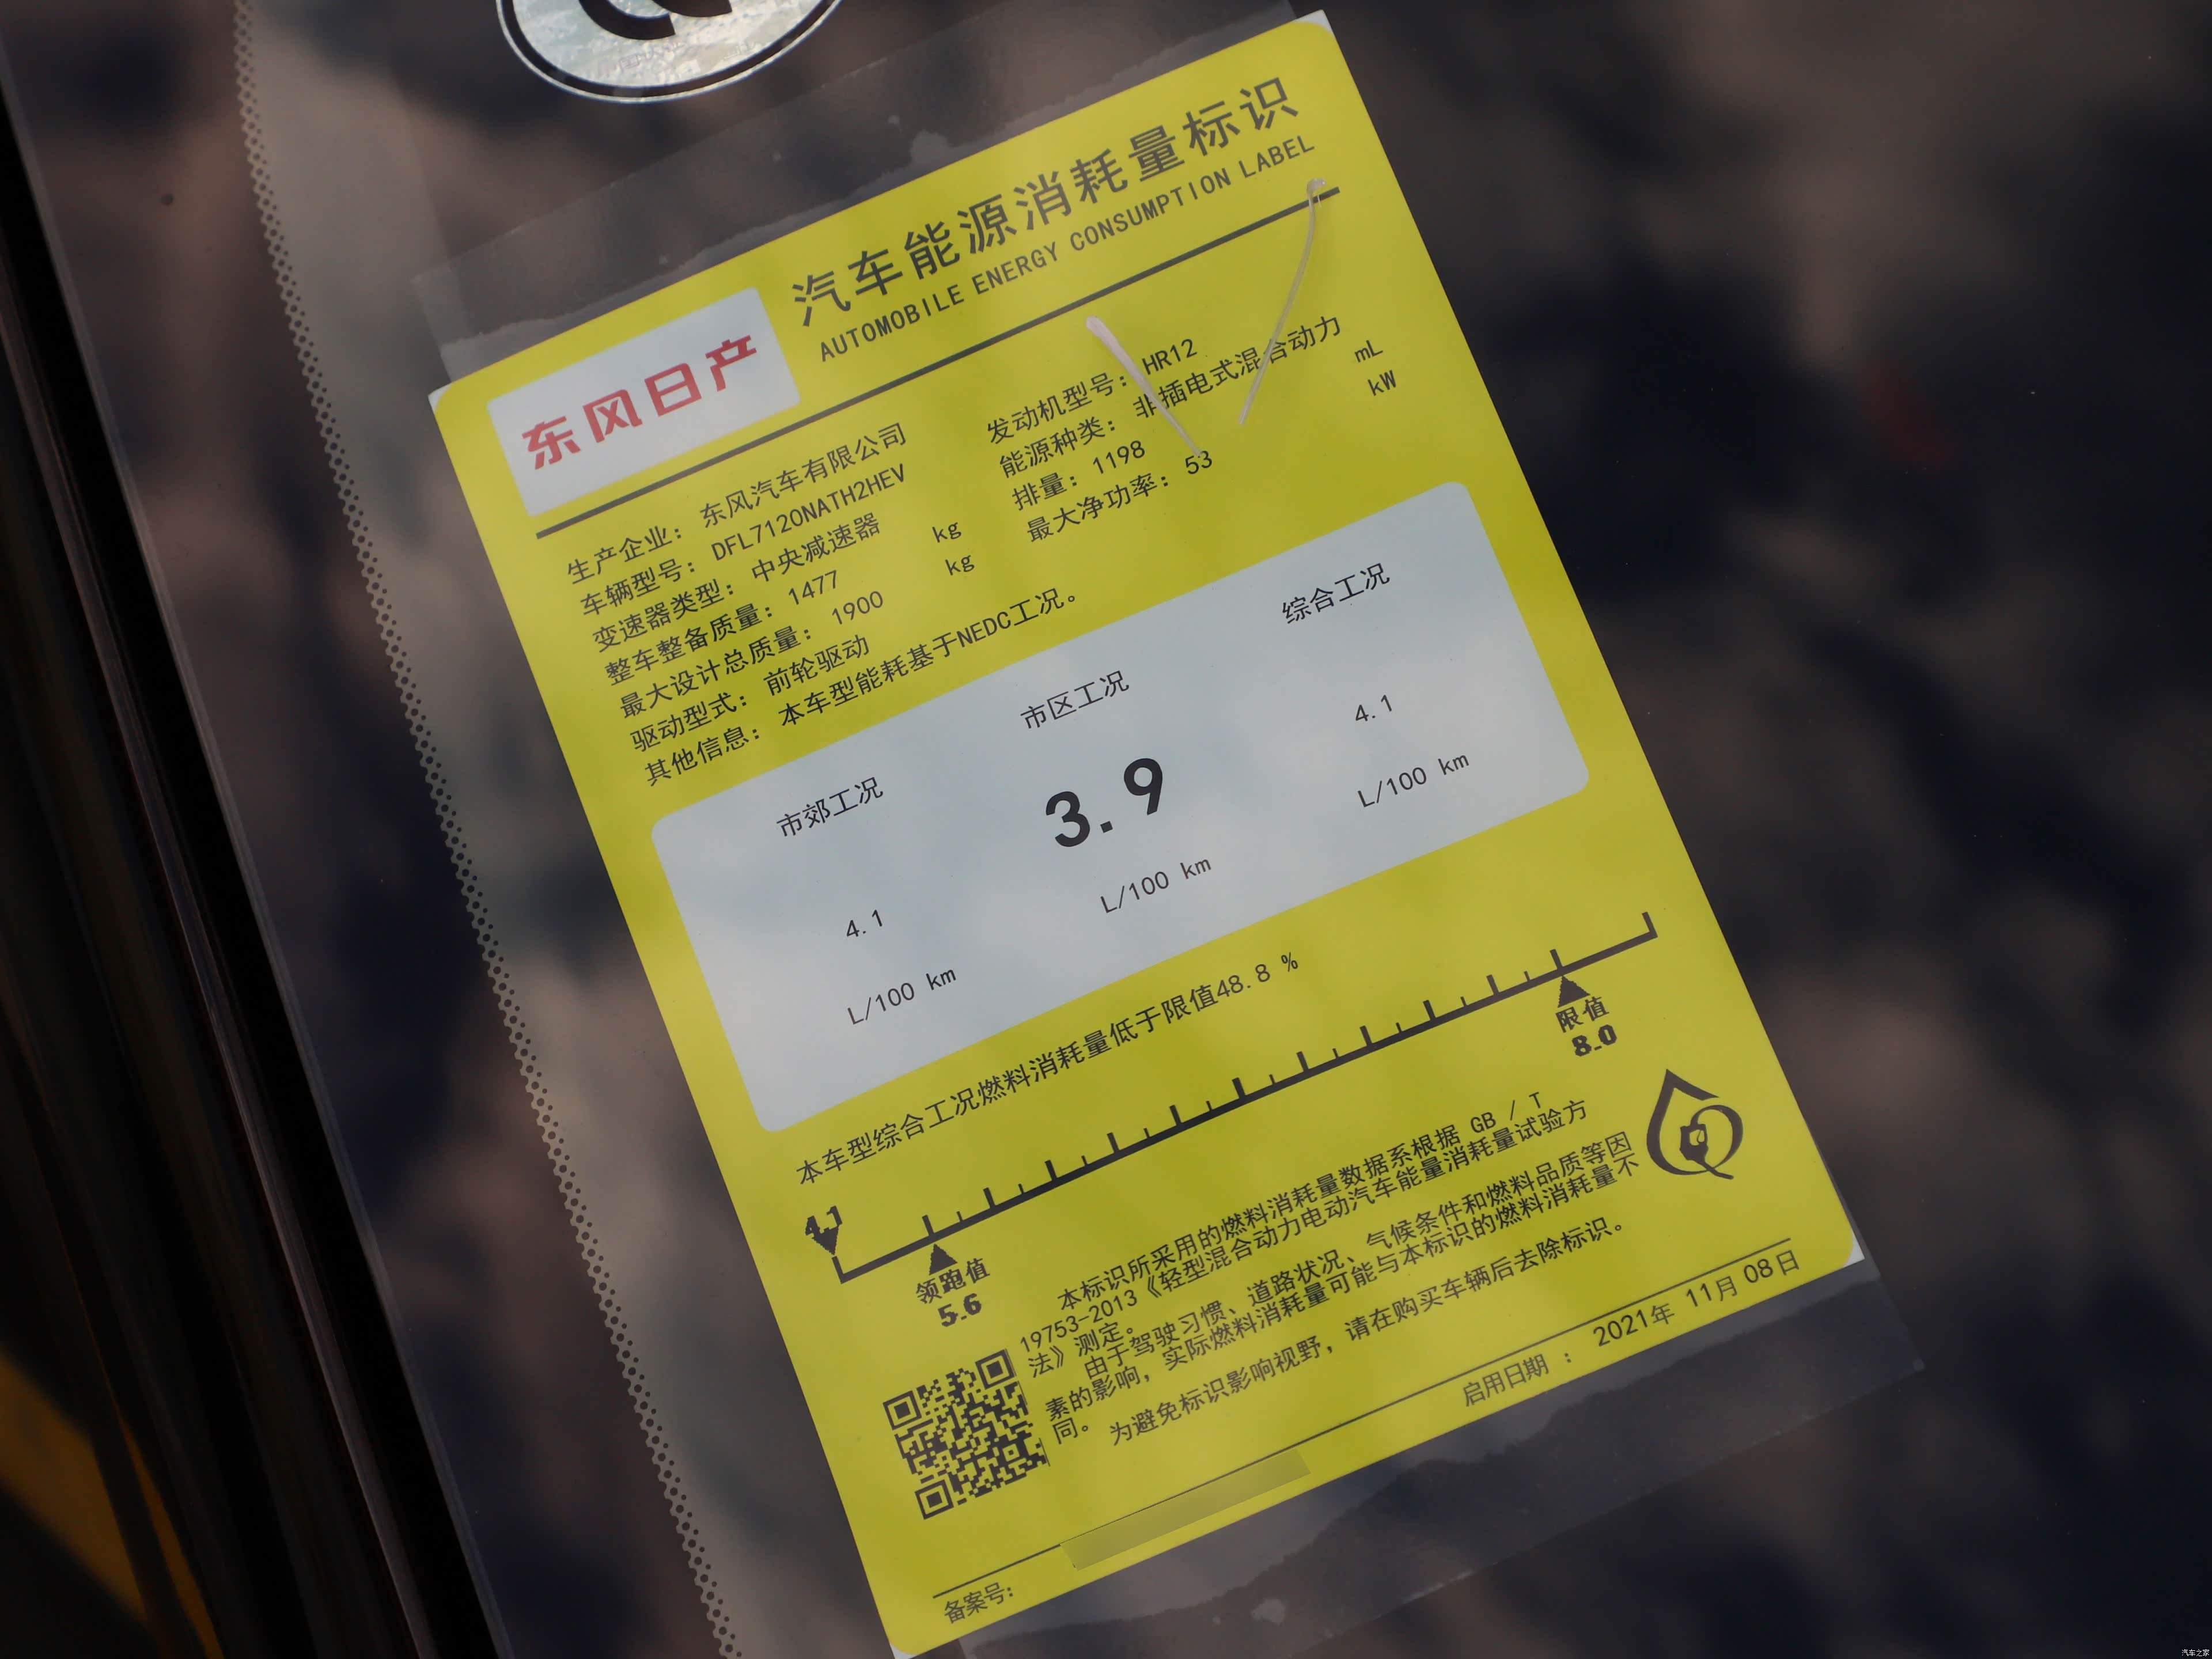 汽车能源消耗量标识
AUTOMOBILE ENERGY CONSUMPTION LABEL
东风日产
生产企业： 东风汽车有限公司
车辆型号： DFL7120NATH2HEV
变速器类型： 中央减速器
整车整备质量： 1477 kg
最大设计总质量： 1900 kg
驱动型式： 前轮驱动
其他信息： 本车型能耗基于NEDC工况。
发动机型号： HR12
能源种类： 非插电式混合动力
排量： 1198 mL
最大净功率： 53 kW
市郊工况
4.1
L/100 km
市区工况
3.9
L/100 km
综合工况
4.1
L/100 km
本车型综合工况燃料消耗量低于限值48.8 %
4.1
领跑值
5.6
限值
8.0
本标识所采用的燃料消耗量数据系根据 GB / T
19753-2013《轻型混合动力电动汽车能量消耗量试验方
法》测定。
由于驾驶习惯、道路状况、气候条件和燃料品质等因
素的影响，实际燃料消耗量可能与本标识的燃料消耗量不
同。
为避免标识影响视野，请在购买车辆后去除标识。
启用日期 ： 2021年 11月 08日
备案号：
汽车之家